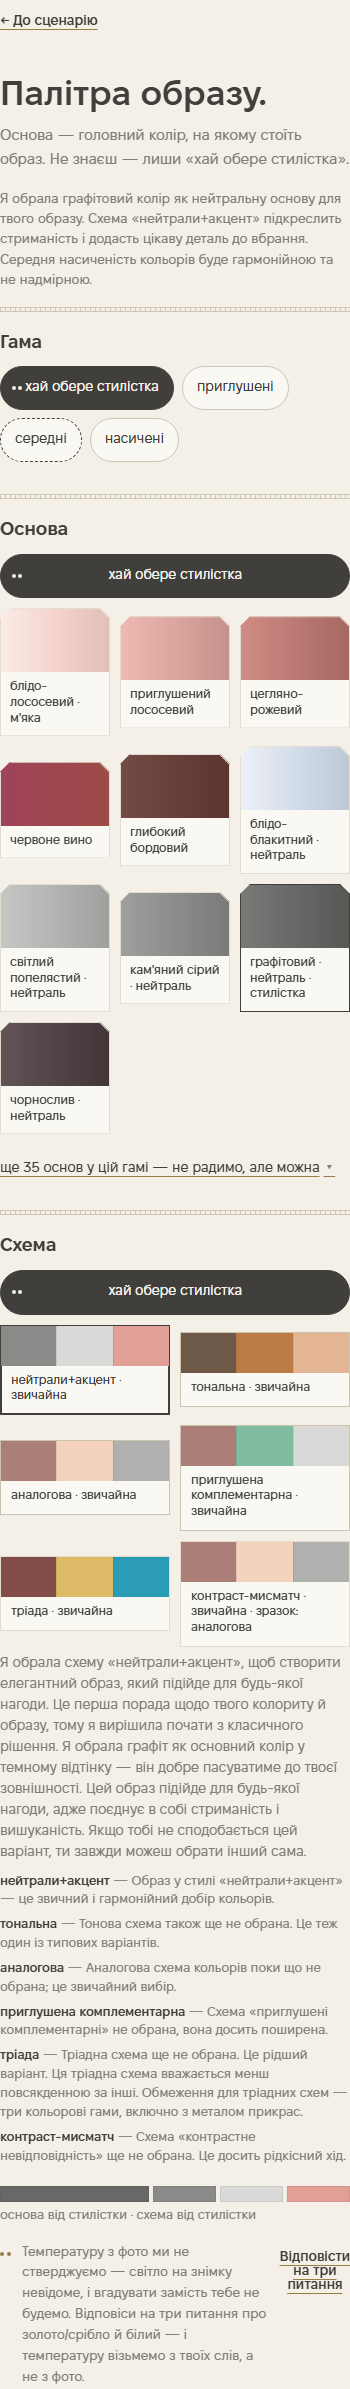 ← До сценарію
Палітра образу.
Основа — головний колір, на якому стоїть
образ. Не знаєш — лиши «хай обере стилістка».
Я обрала графітовий колір як нейтральну основу для
твого образу. Схема «нейтрали+акцент» підкреслить
стриманість і додасть цікаву деталь до вбрання.
Середня насиченість кольорів буде гармонійною та
не надмірною.
Гама
хай обере стилістка
приглушені
середні
насичені
Основа
хай обере стилістка
блідо-
лососевий ·
м'яка
приглушений
лососевий
цегляно-
рожевий
червоне вино
глибокий
бордовий
блідо-
блакитний ·
нейтраль
світлий
попелястий ·
нейтраль
кам'яний сірий
· нейтраль
графітовий ·
нейтраль ·
стилістка
чорнослив ·
нейтраль
ще 35 основ у цій гамі — не радимо, але можна ▾
Схема
хай обере стилістка
нейтрали+акцент ·
звичайна
тональна · звичайна
аналогова · звичайна
приглушена
комплементарна ·
звичайна
тріада · звичайна
контраст-мисматч ·
звичайна · зразок:
аналогова
Я обрала схему «нейтрали+акцент», щоб створити
елегантний образ, який підійде для будь-якої
нагоди. Це перша порада щодо твого колориту й
образу, тому я вирішила почати з класичного
рішення. Я обрала графіт як основний колір у
темному відтінку — він добре пасуватиме до твоєї
зовнішності. Цей образ підійде для будь-якої
нагоди, адже поєднує в собі стриманість і
вишуканість. Якщо тобі не сподобається цей
варіант, ти завжди можеш обрати інший сама.
нейтрали+акцент — Образ у стилі «нейтрали+акцент»
— це звичний і гармонійний добір кольорів.
тональна — Тонова схема також ще не обрана. Це теж
один із типових варіантів.
аналогова — Аналогова схема кольорів поки що не
обрана; це звичайний вибір.
приглушена комплементарна — Схема «приглушені
комплементарні» не обрана, вона досить поширена.
тріада — Тріадна схема ще не обрана. Це рідший
варіант. Ця тріадна схема вважається менш
повсякденною за інші. Обмеження для тріадних схем —
три кольорові гами, включно з металом прикрас.
контраст-мисматч — Схема «контрастне
невідповідність» ще не обрана. Це досить рідкісний хід.
основа від стилістки · схема від стилістки
Температуру з фото ми не
стверджуємо — світло на знімку
невідоме, і вгадувати замість тебе не
будемо. Відповіси на три питання про
золото/срібло й білий — і
температуру візьмемо з твоїх слів, а
не з фото.
Відповісти
на три
питання